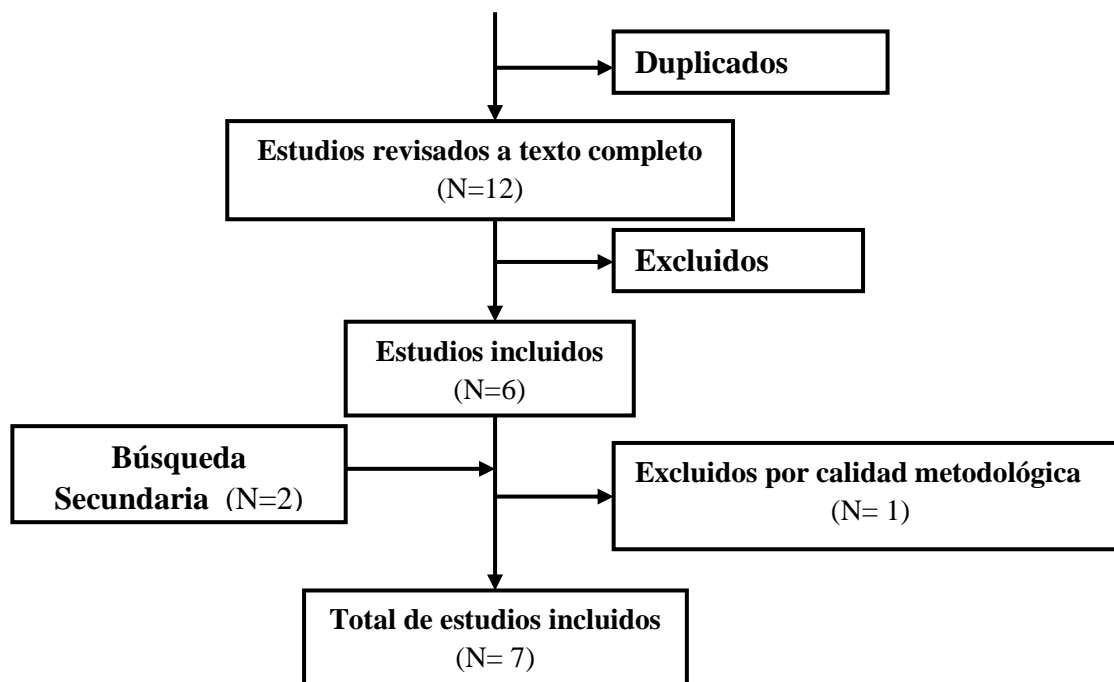 Duplicados
Estudios revisados a texto completo
(N=12)
Excluidos
Estudios incluidos
(N=6)
Búsqueda
Secundaria (N=2)
Excluidos por calidad metodológica
(N= 1)
Total de estudios incluidos
(N= 7)